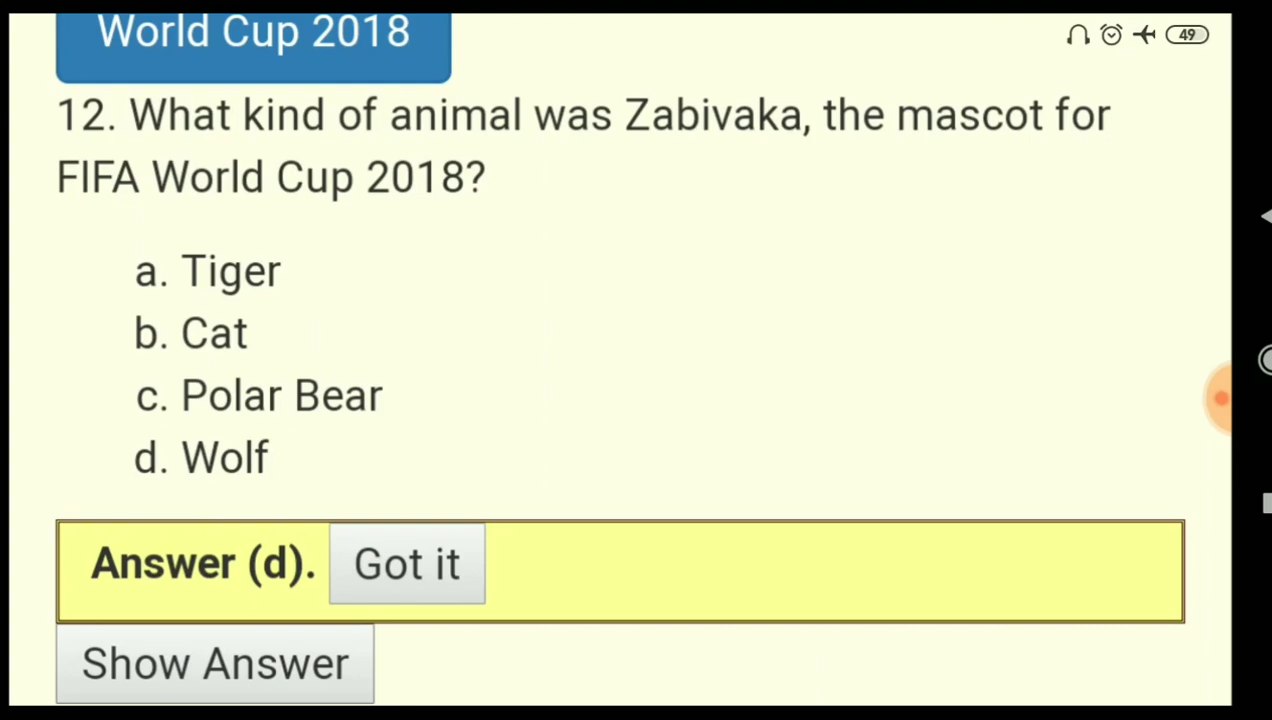 World Cup 2018
49
12. What kind of animal was Zabivaka, the mascot for
FIFA World Cup 2018?
a. Tiger
b. Cat
c. Polar Bear
d. Wolf
Answer (d). Got it
Show Answer